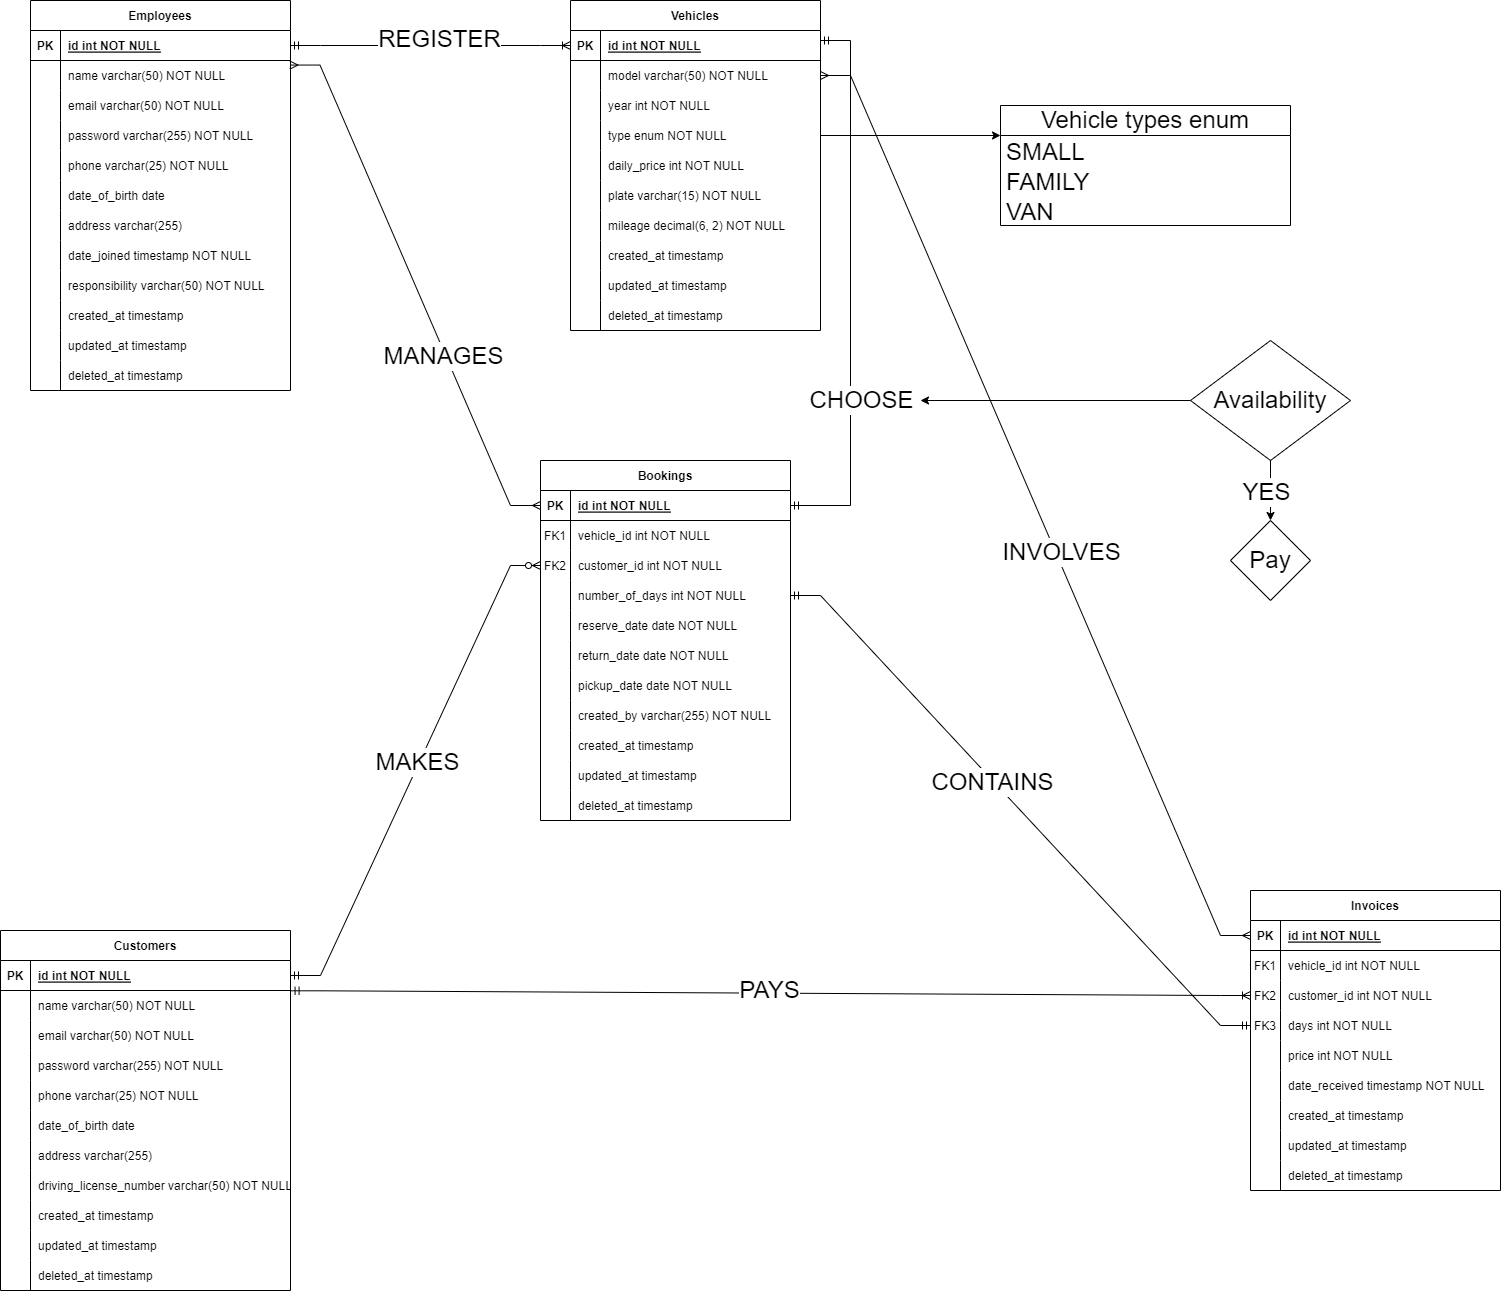 Employees
PK id int NOT NULL
name varchar(50) NOT NULL
email varchar(50) NOT NULL
password varchar(255) NOT NULL
phone varchar(25) NOT NULL
date_of_birth date
address varchar(255)
date_joined timestamp NOT NULL
responsibility varchar(50) NOT NULL
created_at timestamp
updated_at timestamp
deleted_at timestamp
REGISTER
Vehicles
PK id int NOT NULL
model varchar(50) NOT NULL
year int NOT NULL
type enum NOT NULL
daily_price int NOT NULL
plate varchar(15) NOT NULL
mileage decimal(6, 2) NOT NULL
created_at timestamp
updated_at timestamp
deleted_at timestamp
Vehicle types enum
SMALL
FAMILY
VAN
MANAGES
CHOOSE
Availability
YES
Pay
Bookings
PK id int NOT NULL
FK1 vehicle_id int NOT NULL
FK2 customer_id int NOT NULL
number_of_days int NOT NULL
reserve_date date NOT NULL
return_date date NOT NULL
pickup_date date NOT NULL
created_by varchar(255) NOT NULL
created_at timestamp
updated_at timestamp
deleted_at timestamp
INVOLVES
MAKES
CONTAINS
Customers
PK id int NOT NULL
name varchar(50) NOT NULL
email varchar(50) NOT NULL
password varchar(255) NOT NULL
phone varchar(25) NOT NULL
date_of_birth date
address varchar(255)
driving_license_number varchar(50) NOT NULL
created_at timestamp
updated_at timestamp
deleted_at timestamp
PAYS
Invoices
PK id int NOT NULL
FK1 vehicle_id int NOT NULL
FK2 customer_id int NOT NULL
FK3 days int NOT NULL
price int NOT NULL
date_received timestamp NOT NULL
created_at timestamp
updated_at timestamp
deleted_at timestamp